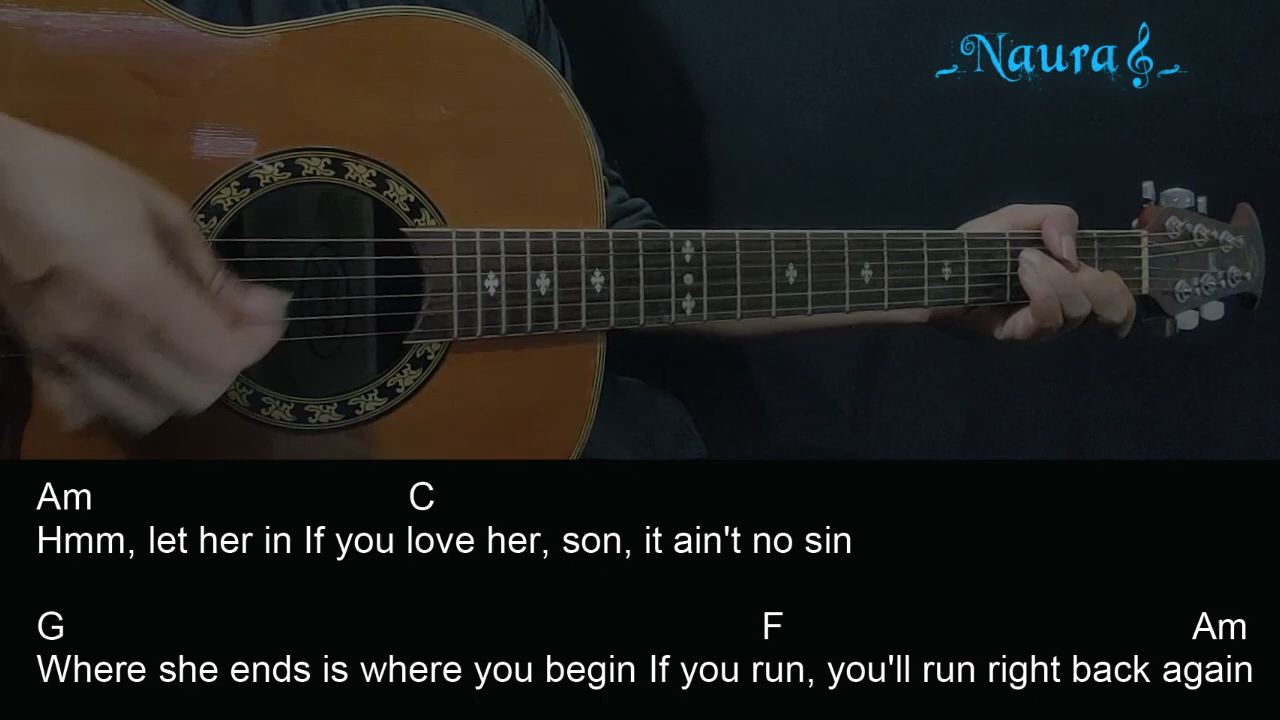 Naura
Am C
Hmm, let her in If you love her, son, it ain't no sin
G F Am
Where she ends is where you begin If you run, you'll run right back again